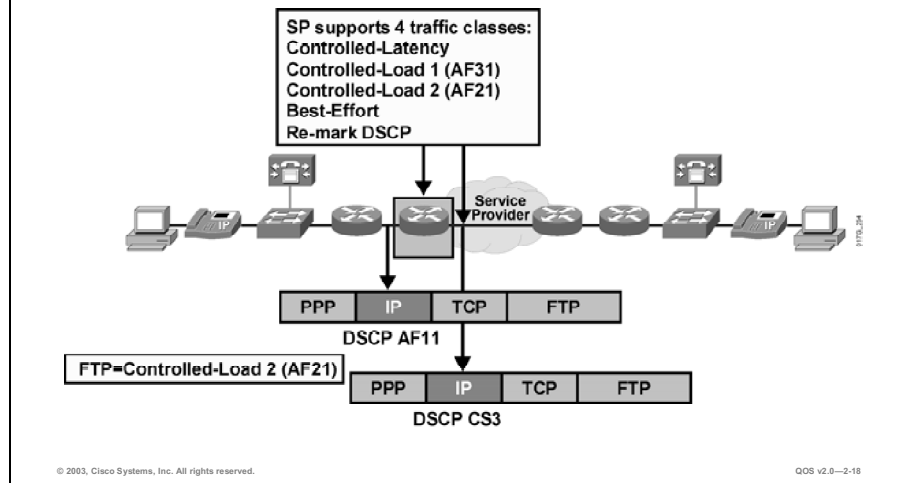 SP supports 4 traffic classes:
Controlled-Latency
Controlled-Load 1 (AF31)
Controlled-Load 2 (AF21)
Best-Effort
Re-mark DSCP
Service
Provider
IP
IP
PPP IP TCP FTP
DSCP AF11
FTP=Controlled-Load 2 (AF21)
PPP IP TCP FTP
DSCP CS3
© 2003, Cisco Systems, Inc. All rights reserved.
QOS v2.0—2-18